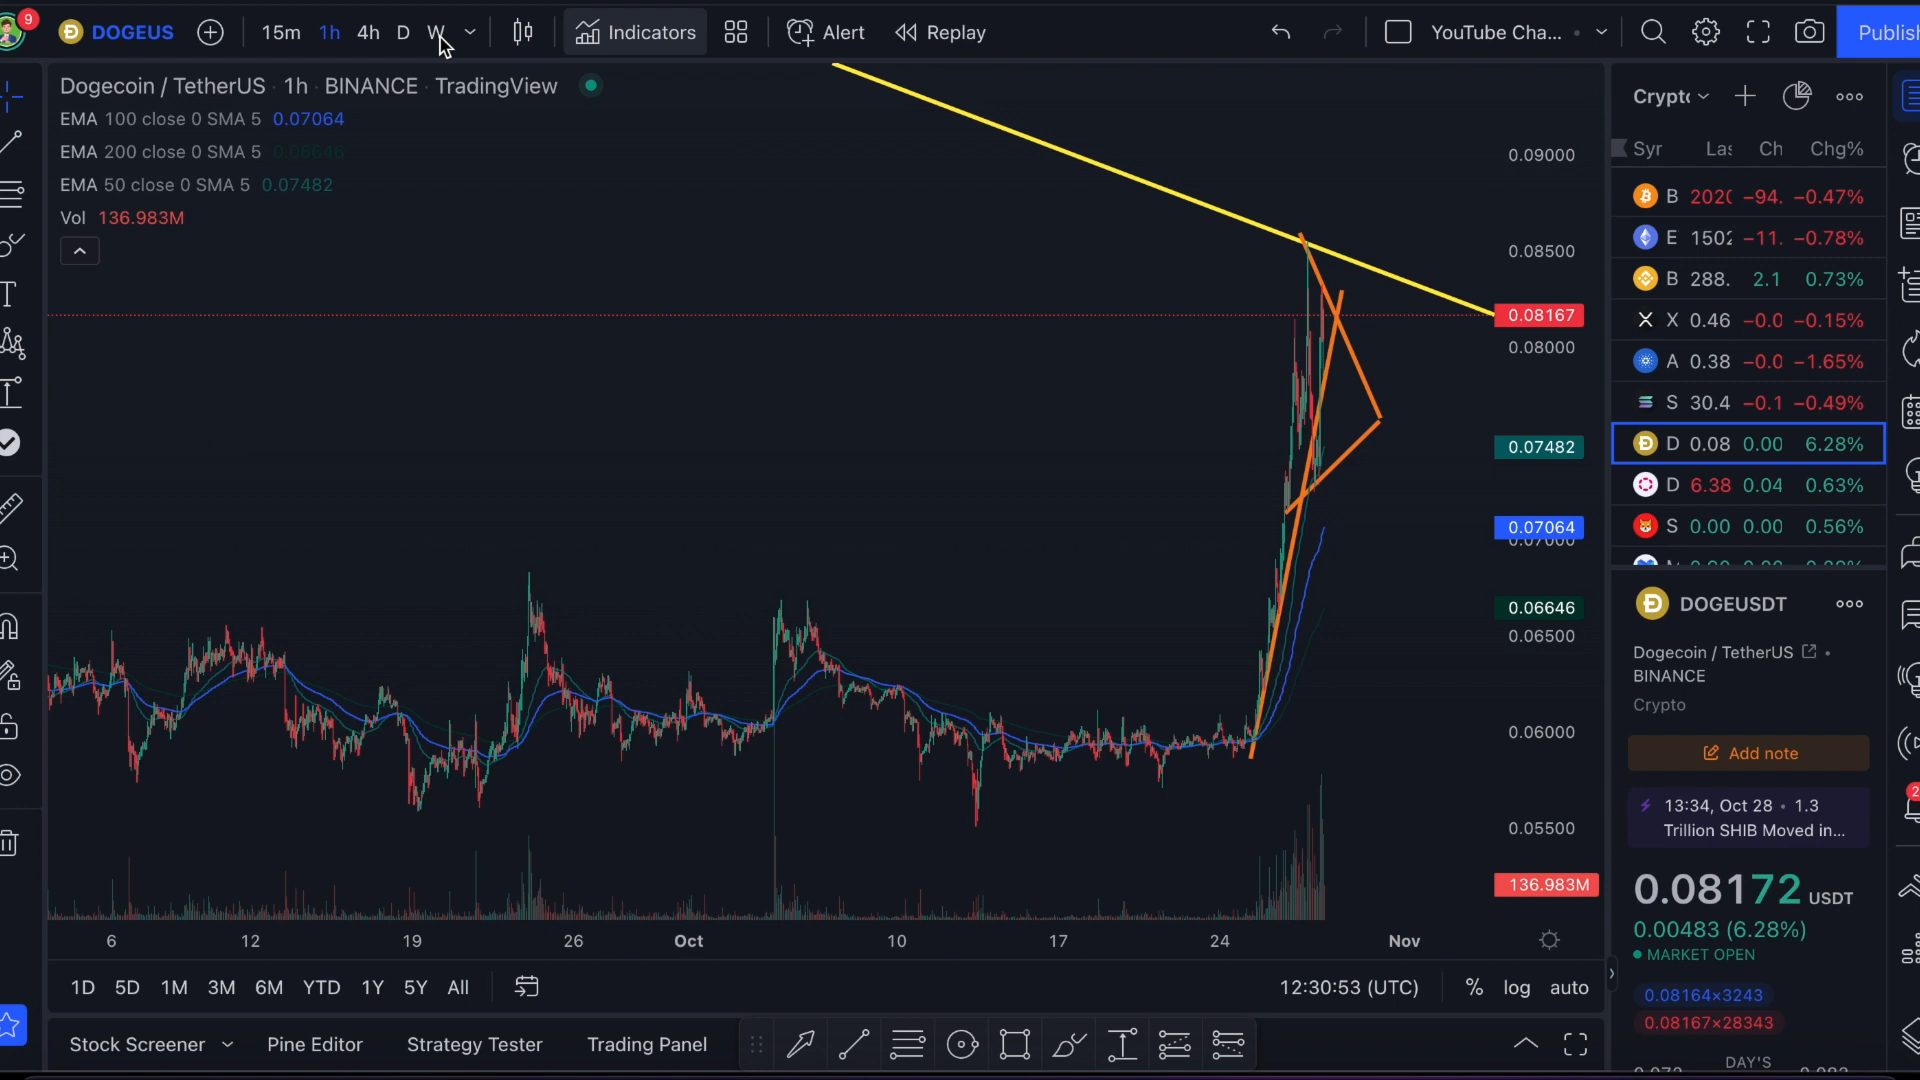 9
DOGEUS
15m 1h 4h D W
Indicators
Alert
Replay
YouTube Cha...
Publish
Dogecoin / TetherUS · 1h · BINANCE · TradingView
EMA 100 close 0 SMA 5 0.07064
EMA 200 close 0 SMA 5 0.06646
EMA 50 close 0 SMA 5 0.07482
Vol 136.983M
0.09000
0.08500
0.08167
0.08000
0.07482
0.07064
0.07000
0.06646
0.06500
0.06000
0.05500
136.983M
6 12 19 26 Oct 10 17 24 Nov
1D 5D 1M 3M 6M YTD 1Y 5Y All
12:30:53 (UTC) % log auto
Stock Screener
Pine Editor
Strategy Tester
Trading Panel
Crypto
Syr Las Ch Chg%
B 2020 −94. −0.47%
E 1502 −11. −0.78%
B 288. 2.1 0.73%
X 0.46 −0.0 −0.15%
A 0.38 −0.0 −1.65%
S 30.4 −0.1 −0.49%
D 0.08 0.00 6.28%
D 6.38 0.04 0.63%
S 0.00 0.00 0.56%
DOGEUSDT
Dogecoin / TetherUS •
BINANCE
Crypto
Add note
13:34, Oct 28 • 1.3
Trillion SHIB Moved in...
0.08172 USDT
0.00483 (6.28%)
MARKET OPEN
0.08164×3243
0.08167×28343
DAY'S
2